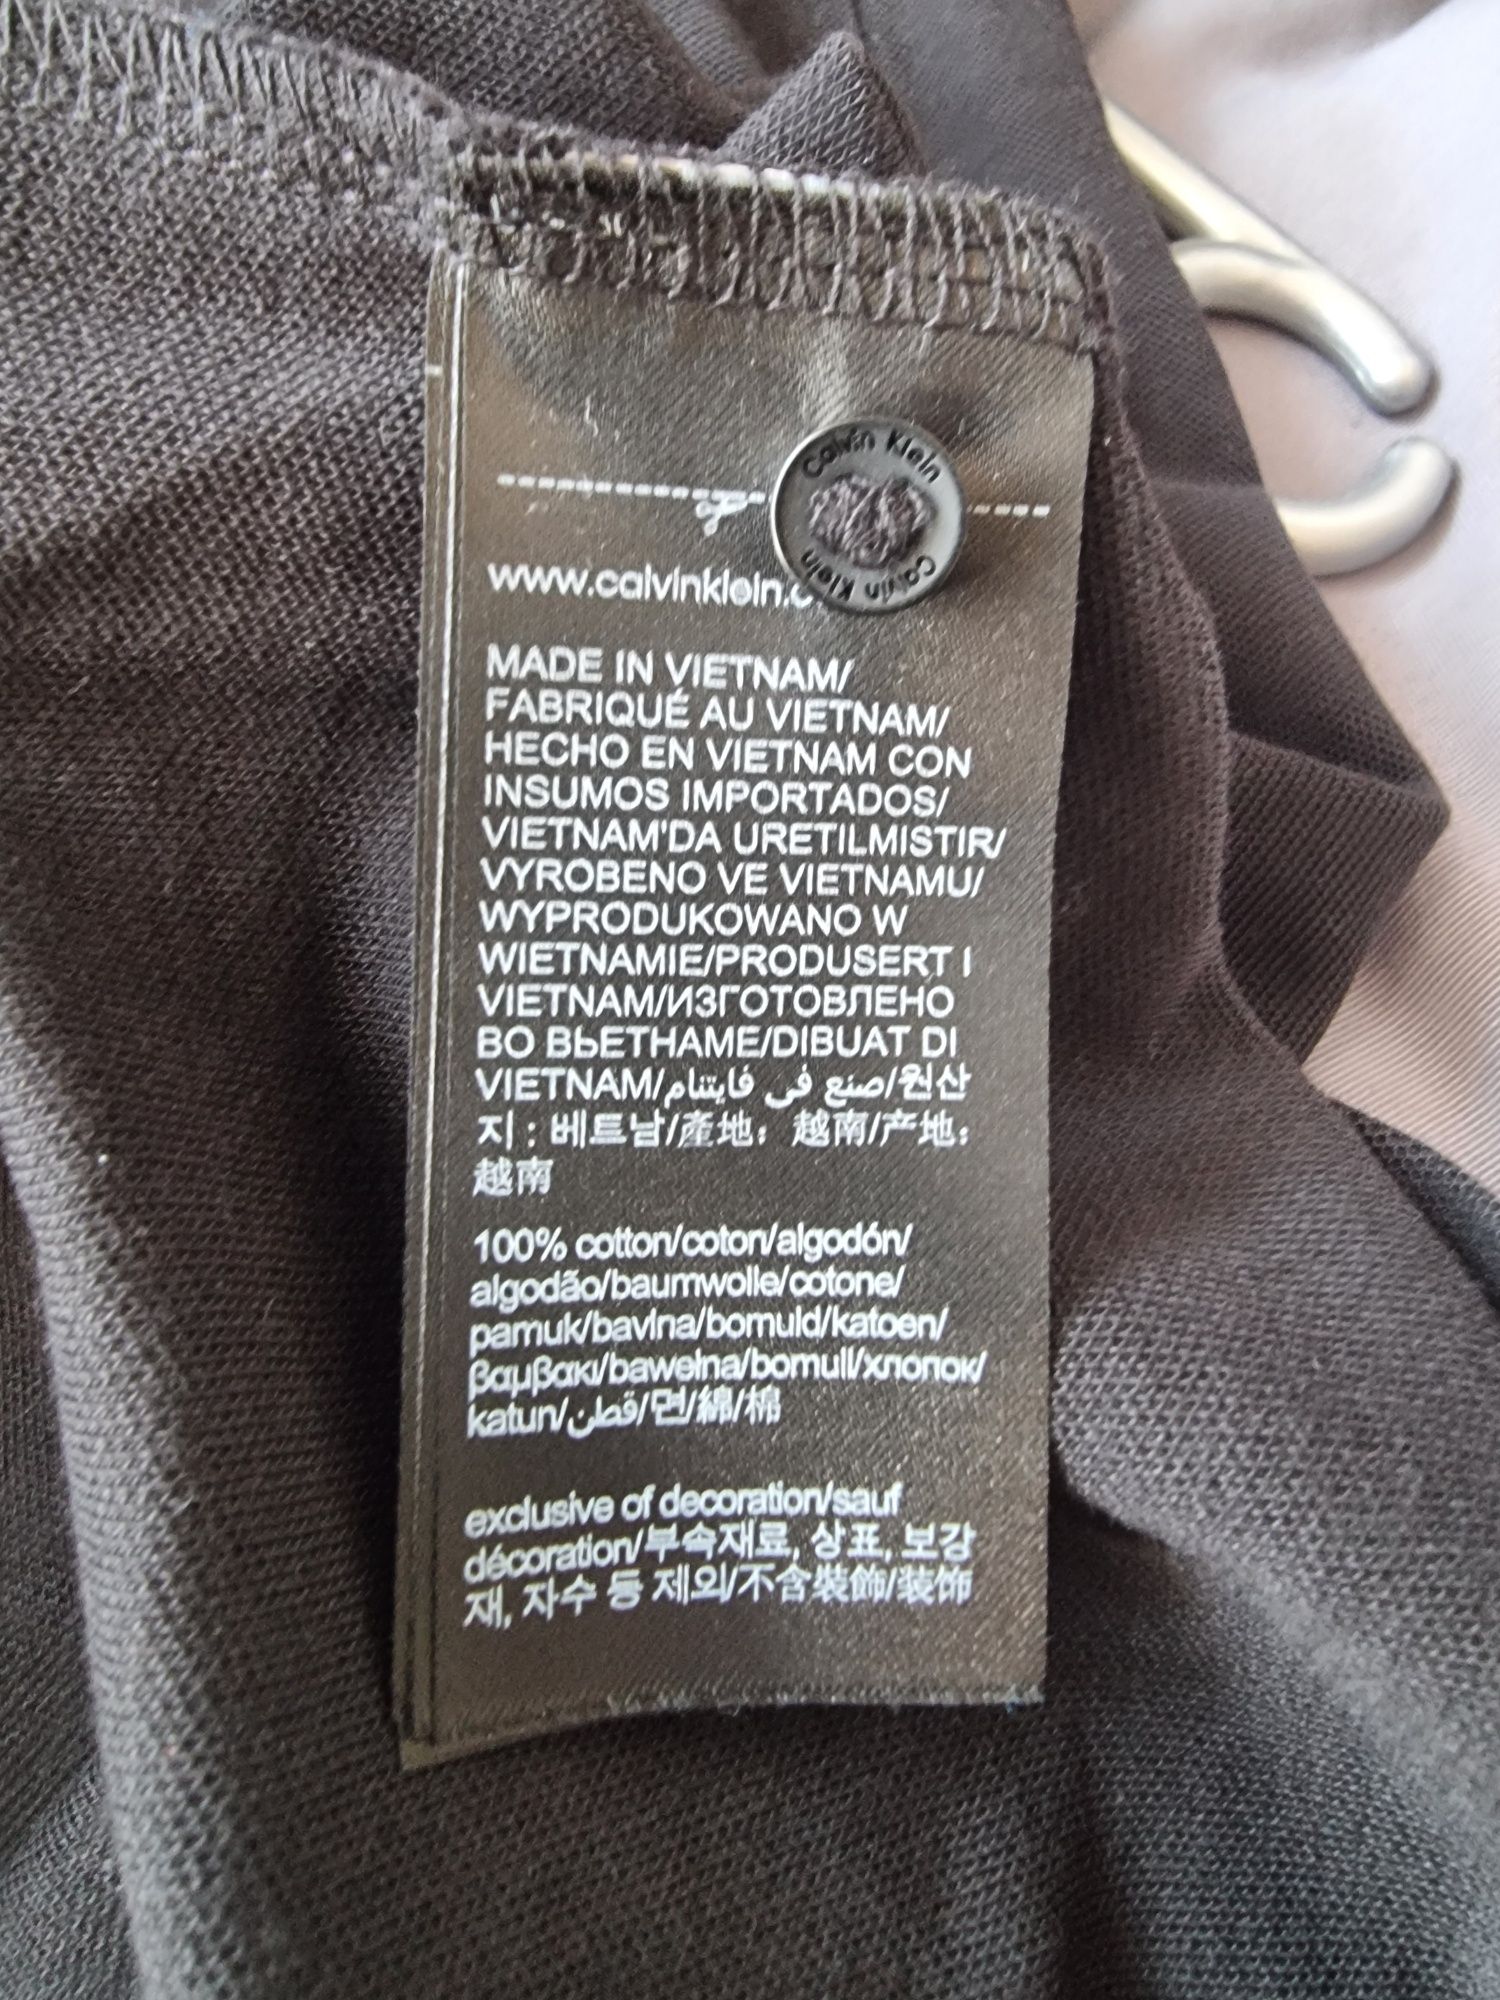 Calvin Klein
Calvin Klein
www.calvinklein.
MADE IN VIETNAM/
FABRIQUÉ AU VIETNAM/
HECHO EN VIETNAM CON
INSUMOS IMPORTADOS/
VIETNAM'DA URETILMISTIR/
VYROBENO VE VIETNAMU/
WYPRODUKOWANO W
WIETNAMIE/PRODUSERT I
VIETNAM/ИЗГОТОВЛЕНО
ВО ВЬЕТНАМЕ/DIBUAT DI
VIETNAM/صنع في فايتنام/원산
지 : 베트남/產地：越南/产地：
越南
100% cotton/coton/algodón/
algodão/baumwolle/cotone/
pamuk/bavlna/bomuld/katoen/
βαμβακι/bawełna/bomull/хлопок/
katun/قطن/면/綿/棉
exclusive of decoration/sauf
décoration/부속재료, 상표, 보강
재, 자수 등 제외/不含裝飾/装饰